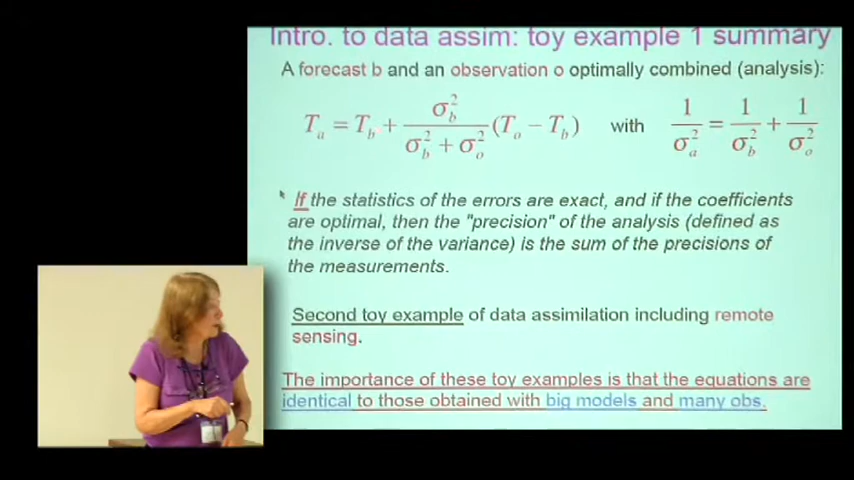 Intro. to data assim: toy example 1 summary
A forecast b and an observation o optimally combined (analysis):
T_a = T_b + \frac{σ_b^2}{σ_b^2 + σ_o^2}(T_o − T_b) with \frac{1}{σ_a^2} = \frac{1}{σ_b^2} + \frac{1}{σ_o^2}
If the statistics of the errors are exact, and if the coefficients
are optimal, then the "precision" of the analysis (defined as
the inverse of the variance) is the sum of the precisions of
the measurements.
Second toy example of data assimilation including remote
sensing.
The importance of these toy examples is that the equations are
identical to those obtained with big models and many obs.